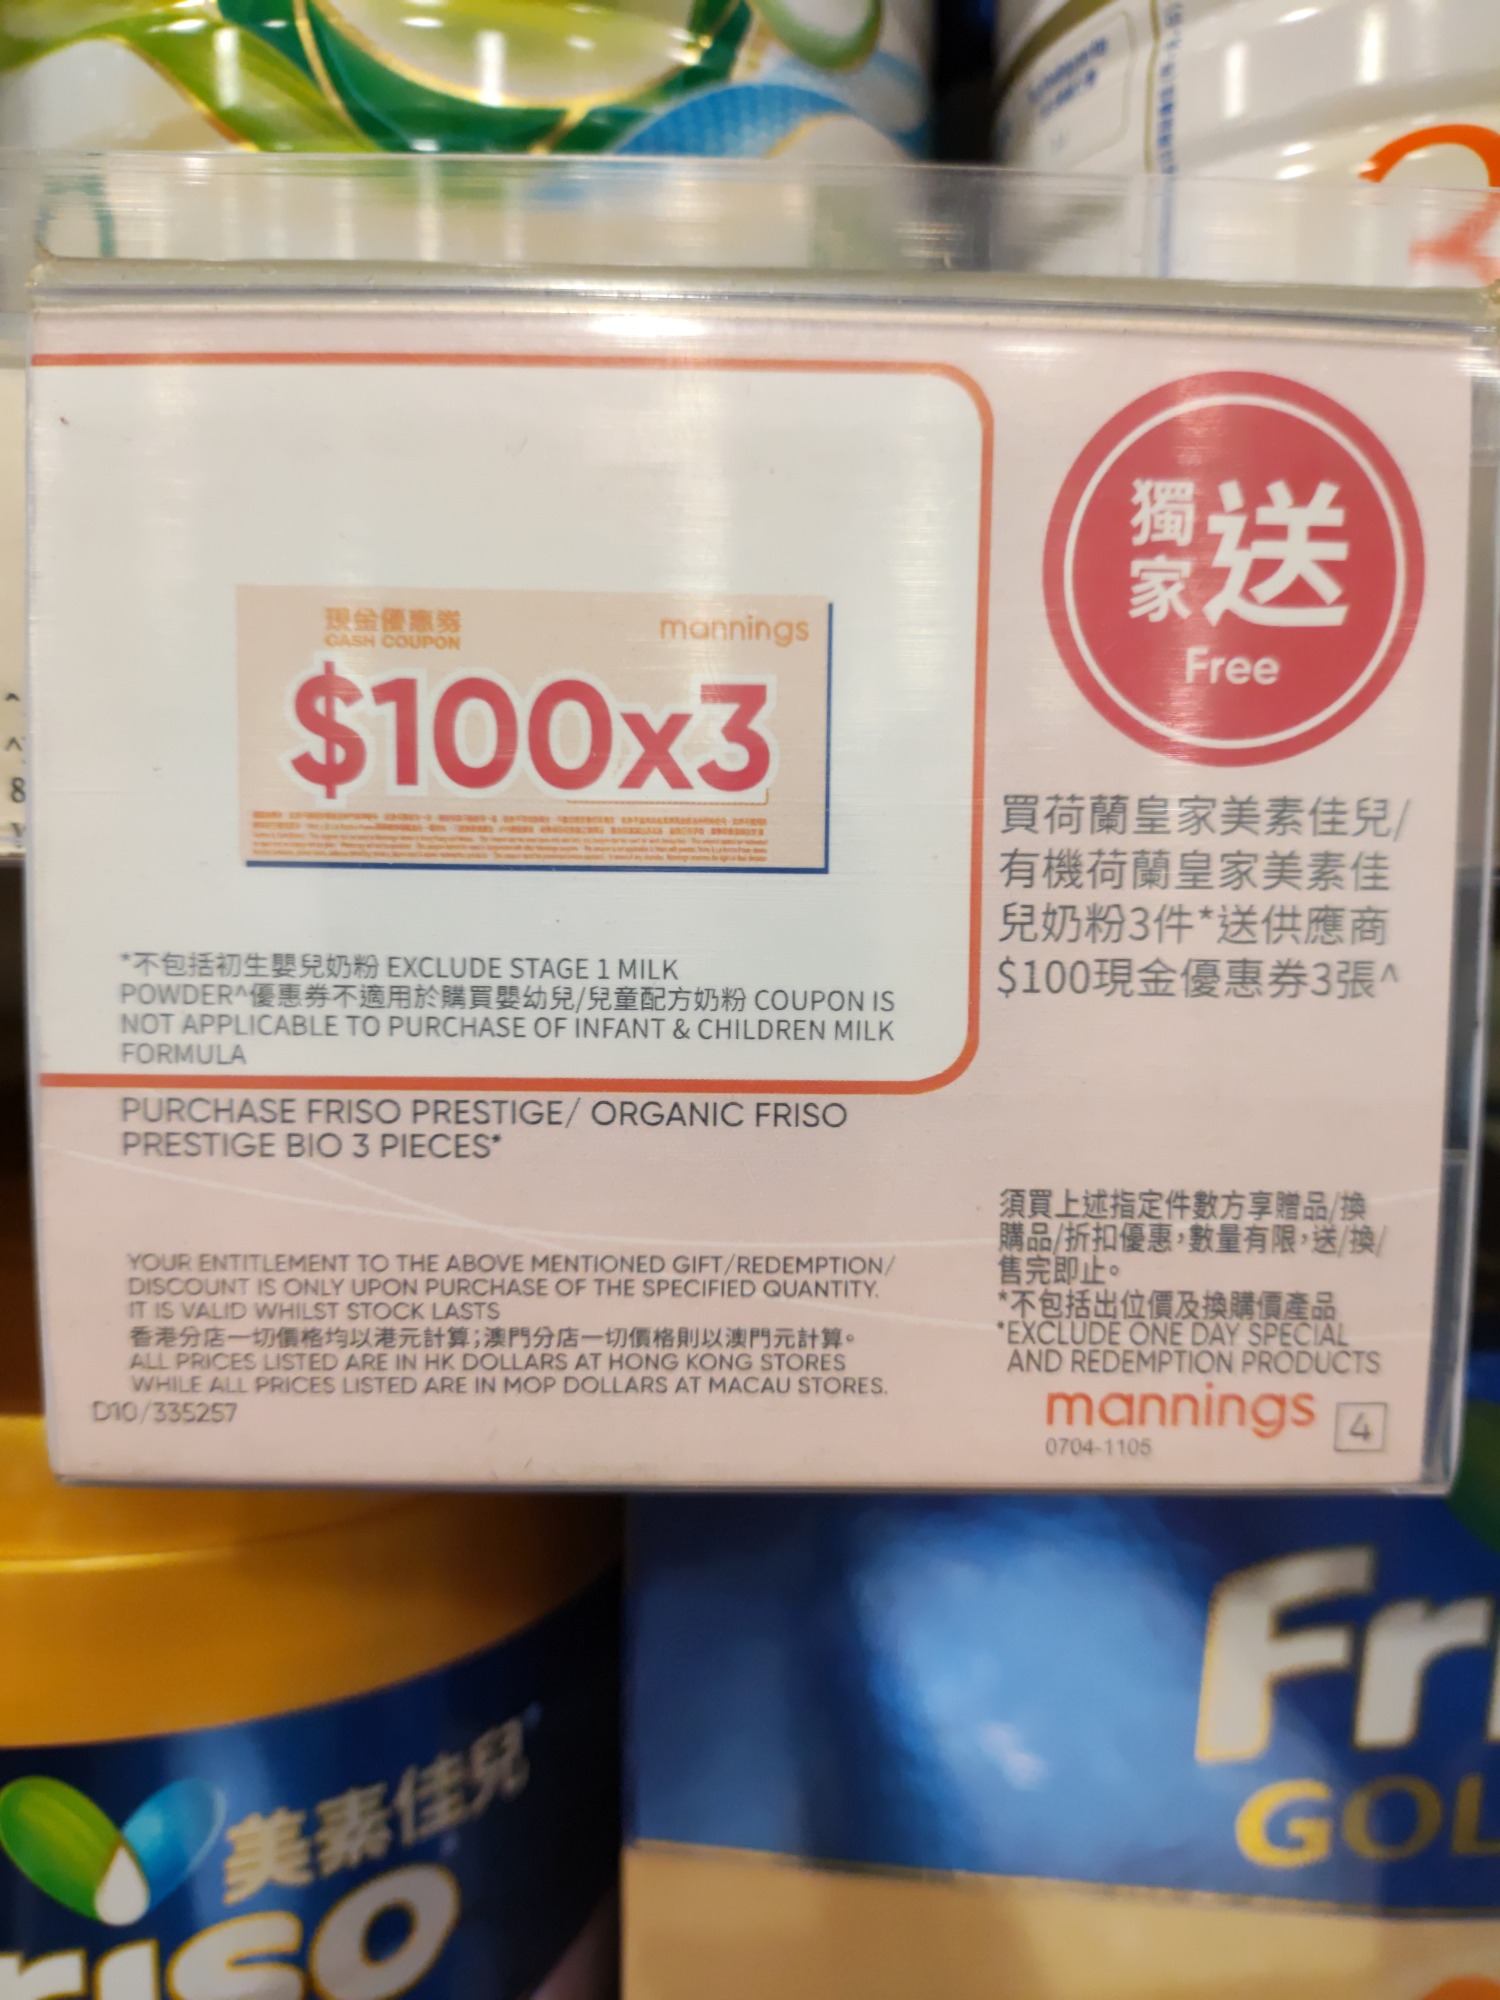 獨家送
Free
現金優惠券
CASH COUPON
mannings
$100x3
買荷蘭皇家美素佳兒/
有機荷蘭皇家美素佳
兒奶粉3件*送供應商
$100現金優惠券3張^
*不包括初生嬰兒奶粉 EXCLUDE STAGE 1 MILK
POWDER^優惠券不適用於購買嬰幼兒/兒童配方奶粉 COUPON IS
NOT APPLICABLE TO PURCHASE OF INFANT & CHILDREN MILK
FORMULA
PURCHASE FRISO PRESTIGE/ ORGANIC FRISO
PRESTIGE BIO 3 PIECES*
YOUR ENTITLEMENT TO THE ABOVE MENTIONED GIFT/REDEMPTION/
DISCOUNT IS ONLY UPON PURCHASE OF THE SPECIFIED QUANTITY.
IT IS VALID WHILST STOCK LASTS
香港分店一切價格均以港元計算;澳門分店一切價格則以澳門元計算。
ALL PRICES LISTED ARE IN HK DOLLARS AT HONG KONG STORES
WHILE ALL PRICES LISTED ARE IN MOP DOLLARS AT MACAU STORES.
D10/335257
須買上述指定件數方享贈品/換
購品/折扣優惠,數量有限,送/換/
售完即止。
*不包括出位價及換購價產品
*EXCLUDE ONE DAY SPECIAL
AND REDEMPTION PRODUCTS
mannings
4
0704-1105
美素佳兒
riso
Fri
GOL
3
8